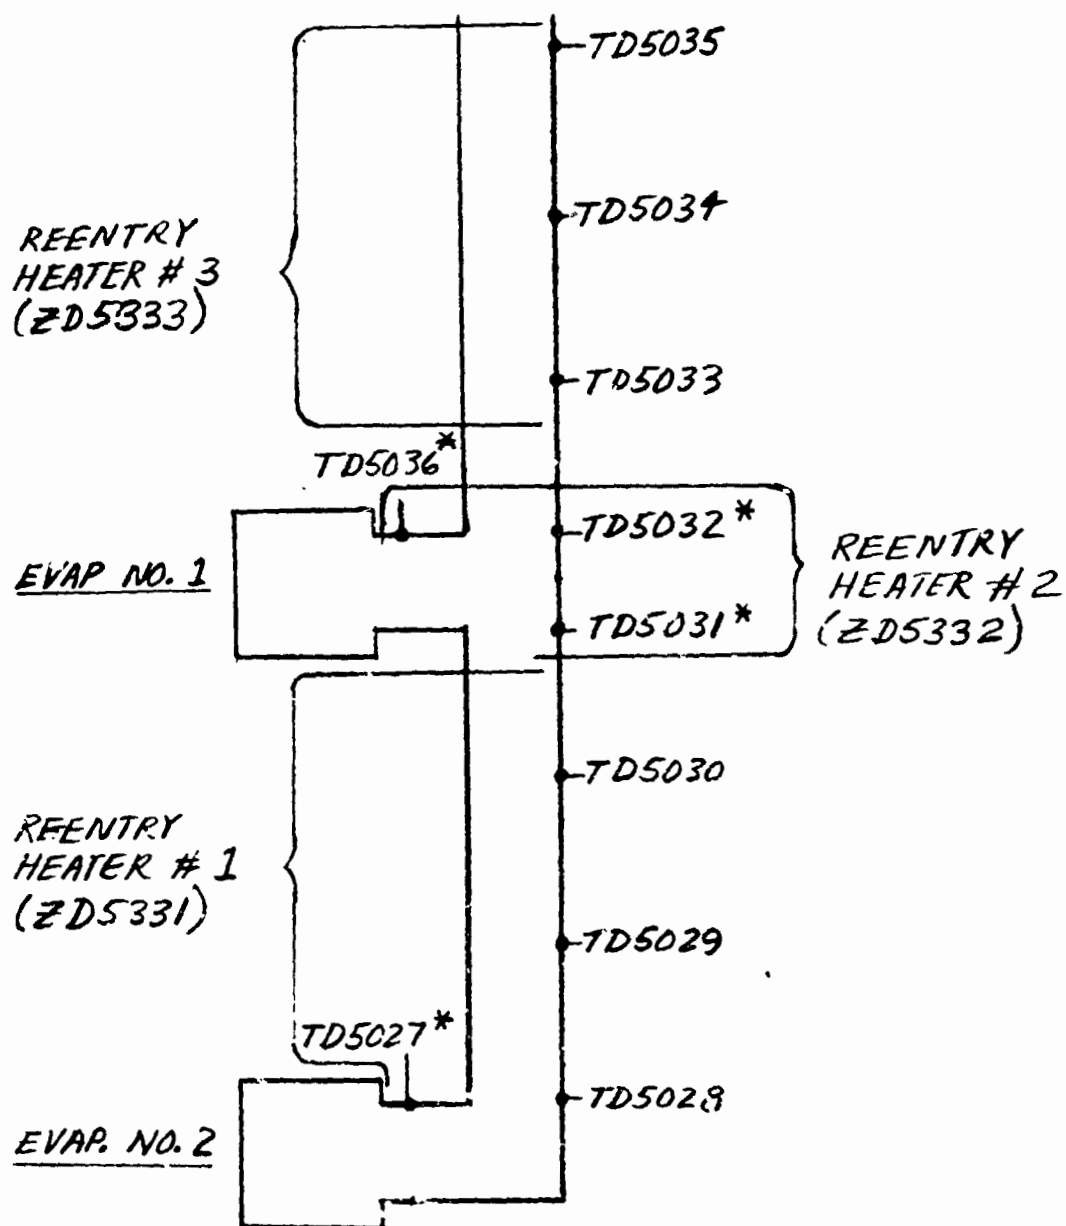 TD5035
TD5034
REENTRY
HEATER # 3
(ZD5333)
TD5033
TD5036*
TD5032*
EVAP NO. 1
REENTRY
HEATER # 2
(ZD5332)
TD5031*
TD5030
REENTRY
HEATER # 1
(ZD5331)
TD5029
TD5027*
TD5028
EVAP. NO. 2